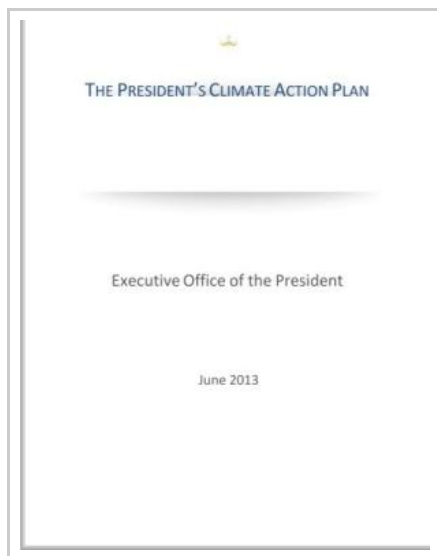 THE PRESIDENT'S CLIMATE ACTION PLAN
Executive Office of the President
June 2013